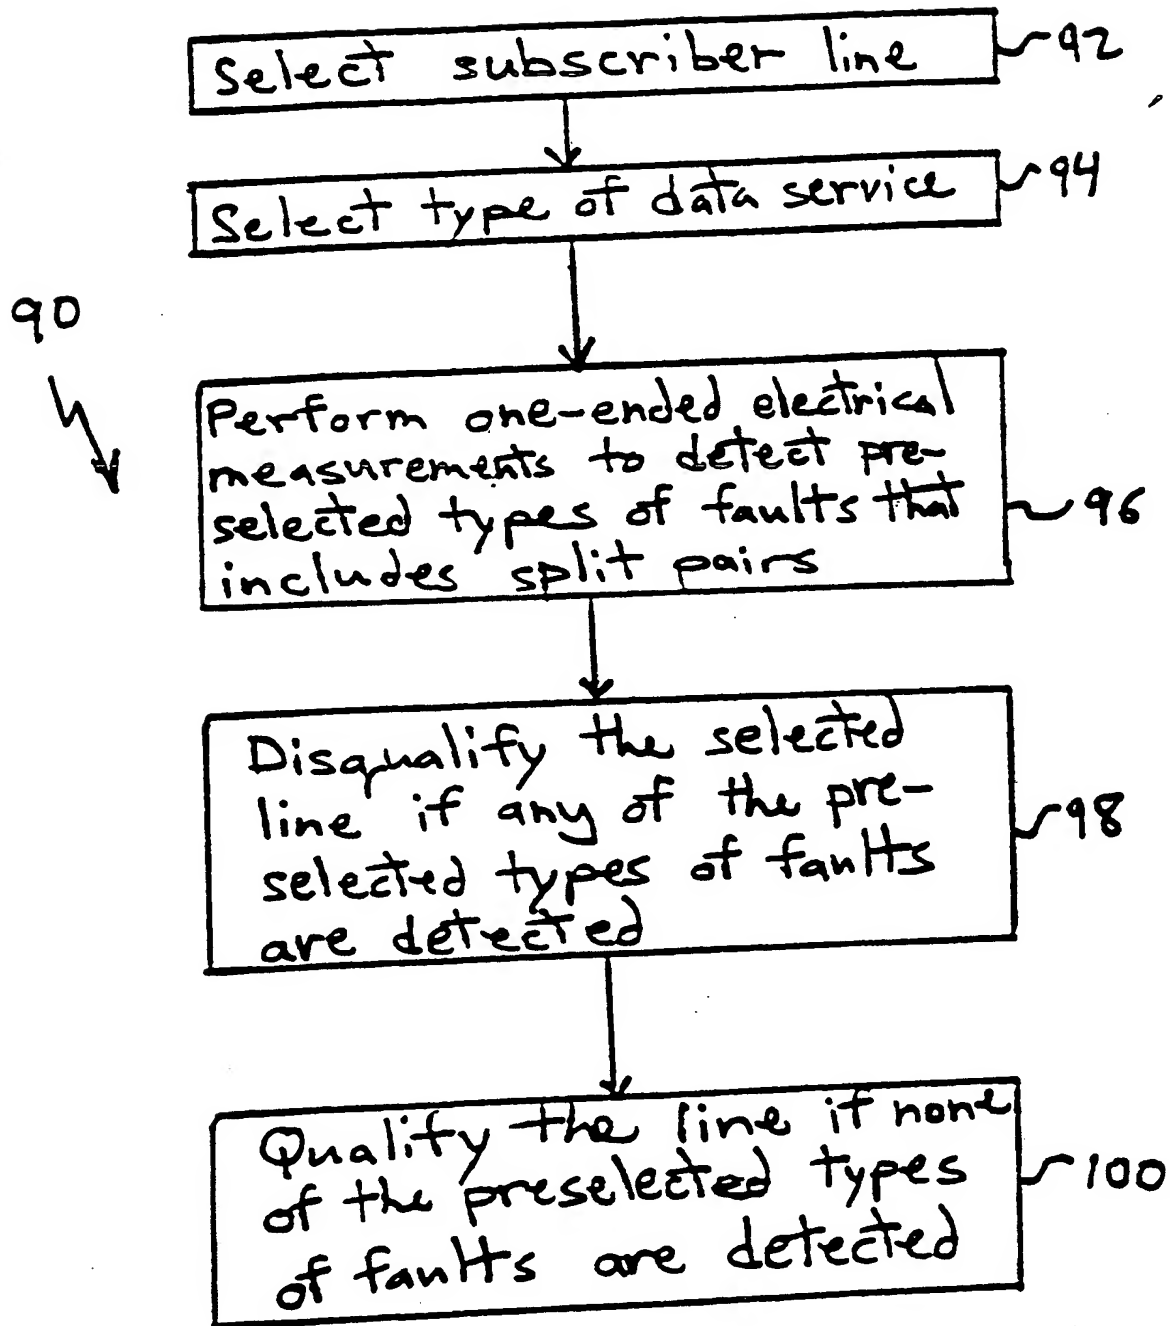 Select subscriber line
92
Select type of data service
94
90
Perform one-ended electrical
measurements to detect pre-
selected types of faults that
includes split pairs
96
Disqualify the selected
line if any of the pre-
selected types of faults
are detected
98
Qualify the line if none
of the preselected types
of faults are detected
100